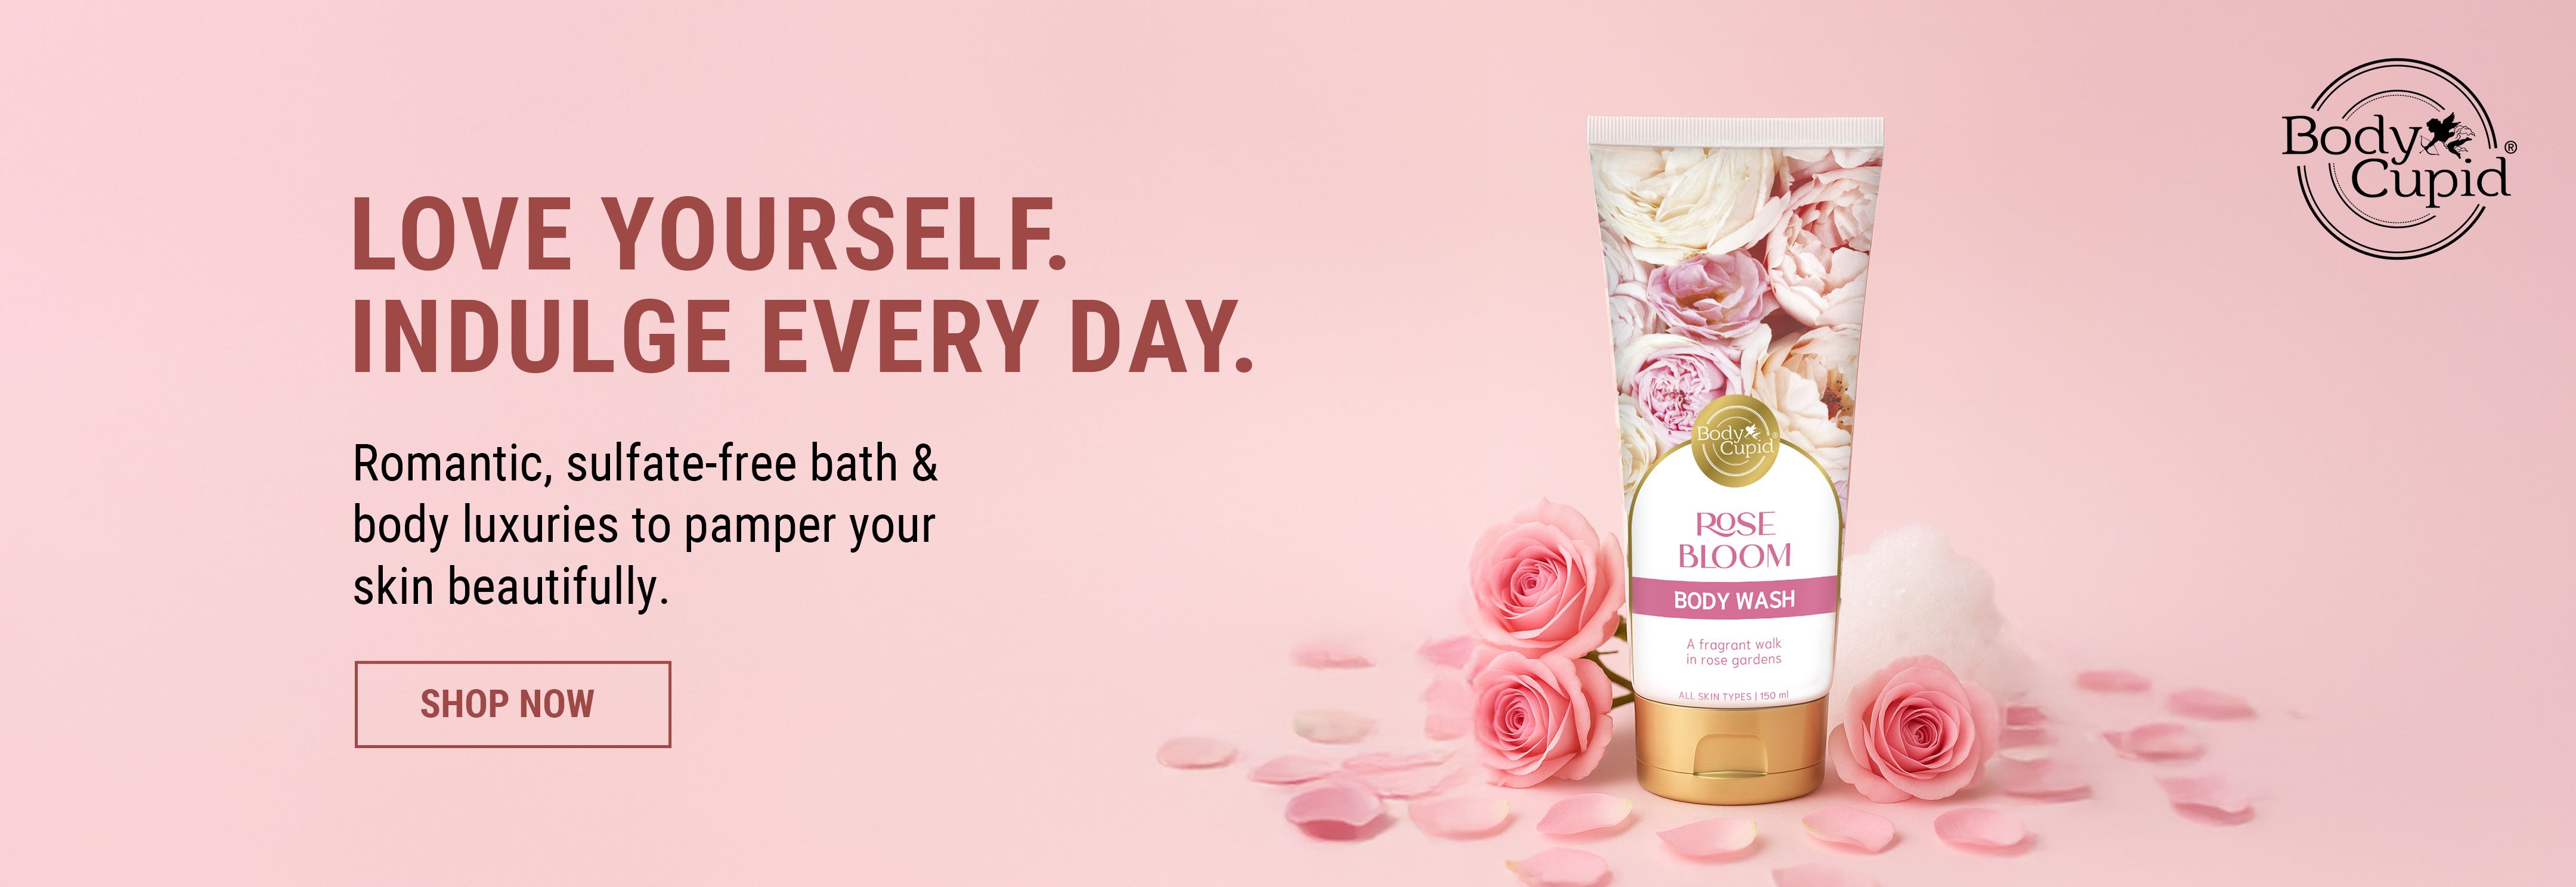 LOVE YOURSELF.
INDULGE EVERY DAY.
Romantic, sulfate-free bath &
body luxuries to pamper your
skin beautifully.
SHOP NOW
Body
Cupid®
Body
Cupid®
ROSE
BLOOM
BODY WASH
A fragrant walk
in rose gardens
ALL SKIN TYPES | 150 ml